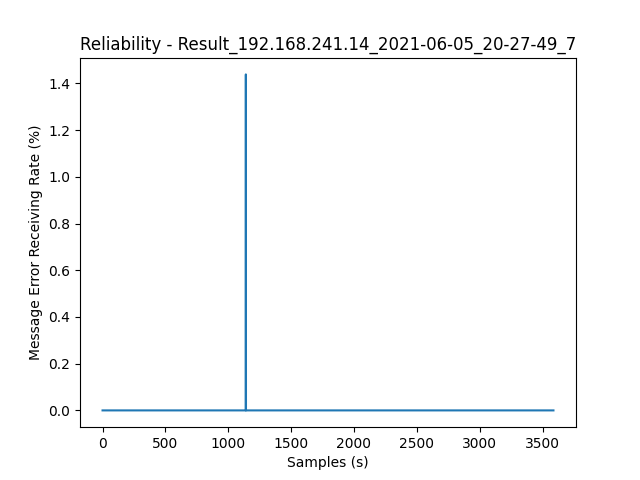 Reliability - Result_192.168.241.14_2021-06-05_20-27-49_7
Message Error Receiving Rate (%)
1.4
1.2
1.0
0.8
0.6
0.4
0.2
0.0
0 500 1000 1500 2000 2500 3000 3500
Samples (s)